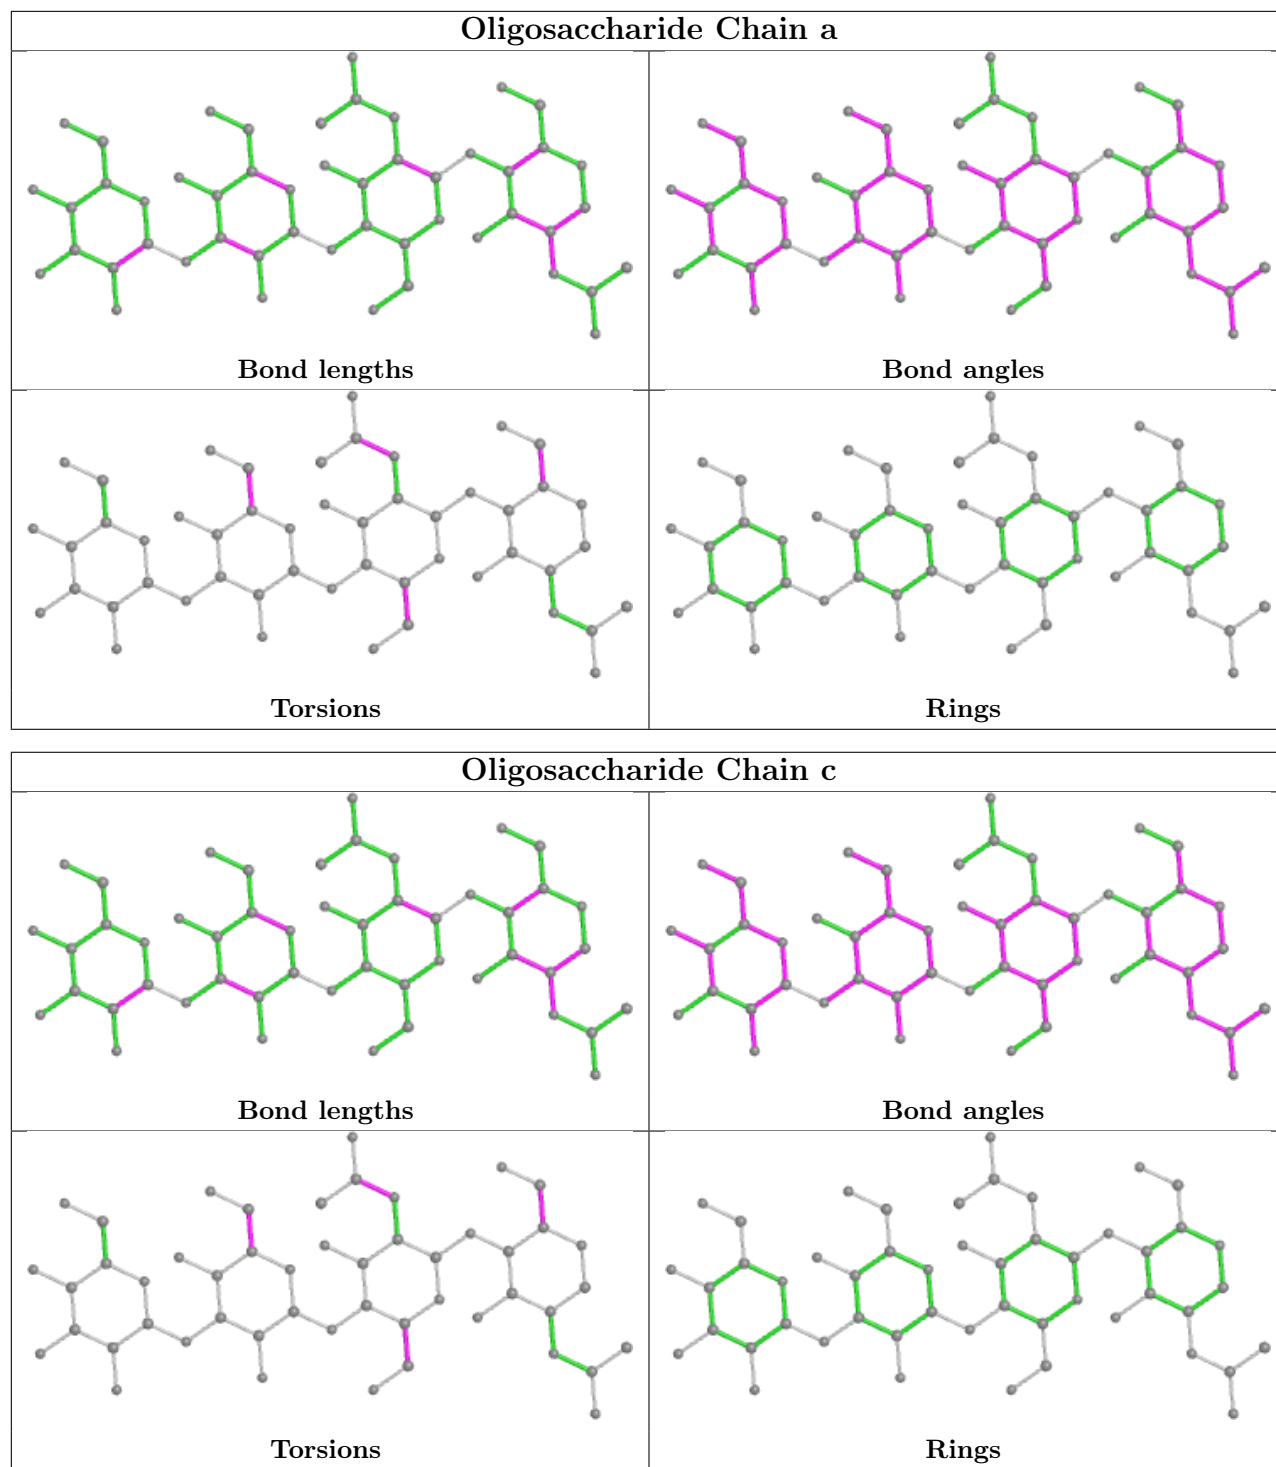 Oligosaccharide Chain a
Bond lengths
Bond angles
Torsions
Rings
Oligosaccharide Chain c
Bond lengths
Bond angles
Torsions
Rings